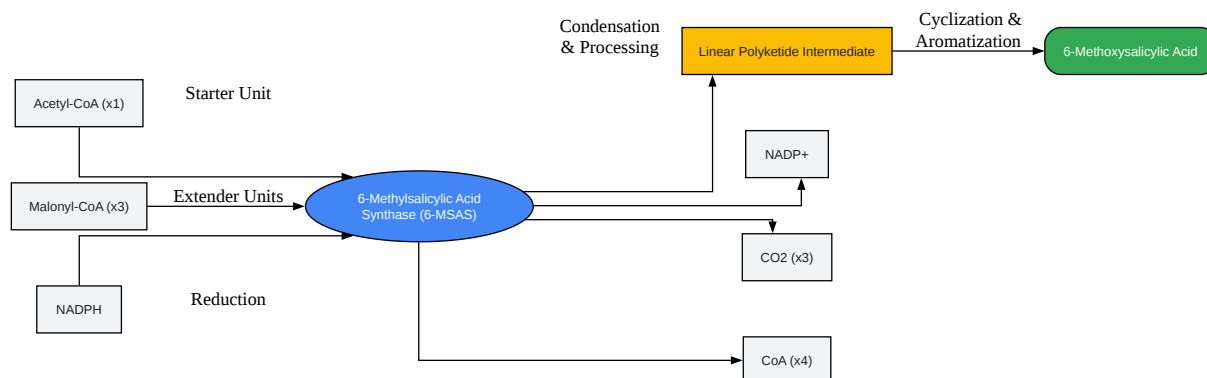 Condensation
& Processing
Cyclization &
Aromatization
Linear Polyketide Intermediate
6-Methoxysalicylic Acid
Acetyl-CoA (x1)
Starter Unit
NADP+
Malonyl-CoA (x3)
Extender Units
6-Methylsalicylic Acid
Synthase (6-MSAS)
CO2 (x3)
NADPH
Reduction
CoA (x4)